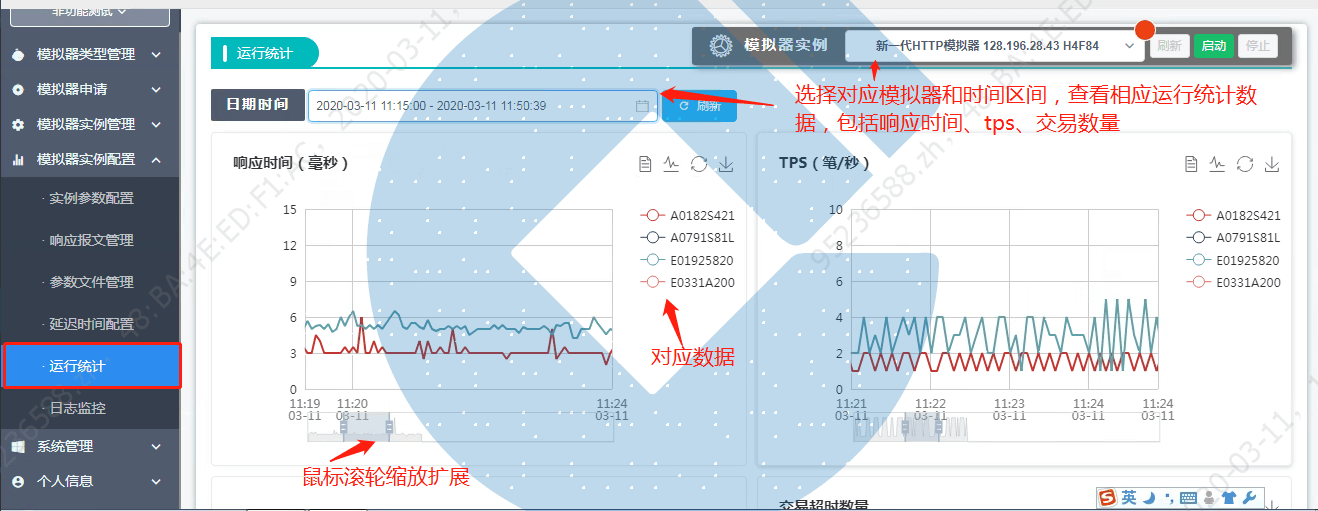 非功能测试
模拟器类型管理
模拟器申请
模拟器实例管理
模拟器实例配置
· 实例参数配置
· 响应报文管理
· 参数文件管理
· 延迟时间配置
· 运行统计
· 日志监控
系统管理
个人信息
运行统计
模拟器实例
新一代HTTP模拟器 128.196.28.43 H4F84
刷新
启动
停止
日期时间
2020-03-11 11:15:00 - 2020-03-11 11:50:39
刷新
选择对应模拟器和时间区间，查看相应运行统计数
据，包括响应时间、tps、交易数量
响应时间（毫秒）
15
12
9
6
3
0
11:19
03-11
11:20
03-11
11:24
03-11
A0182S421
A0791S81L
E01925820
E0331A200
对应数据
鼠标滚轮缩放扩展
TPS（笔/秒）
10
8
6
4
2
0
11:21
03-11
11:22
03-11
11:23
03-11
11:24
03-11
11:24
03-11
A0182S421
A0791S81L
E01925820
E0331A200
交易超时数量
英